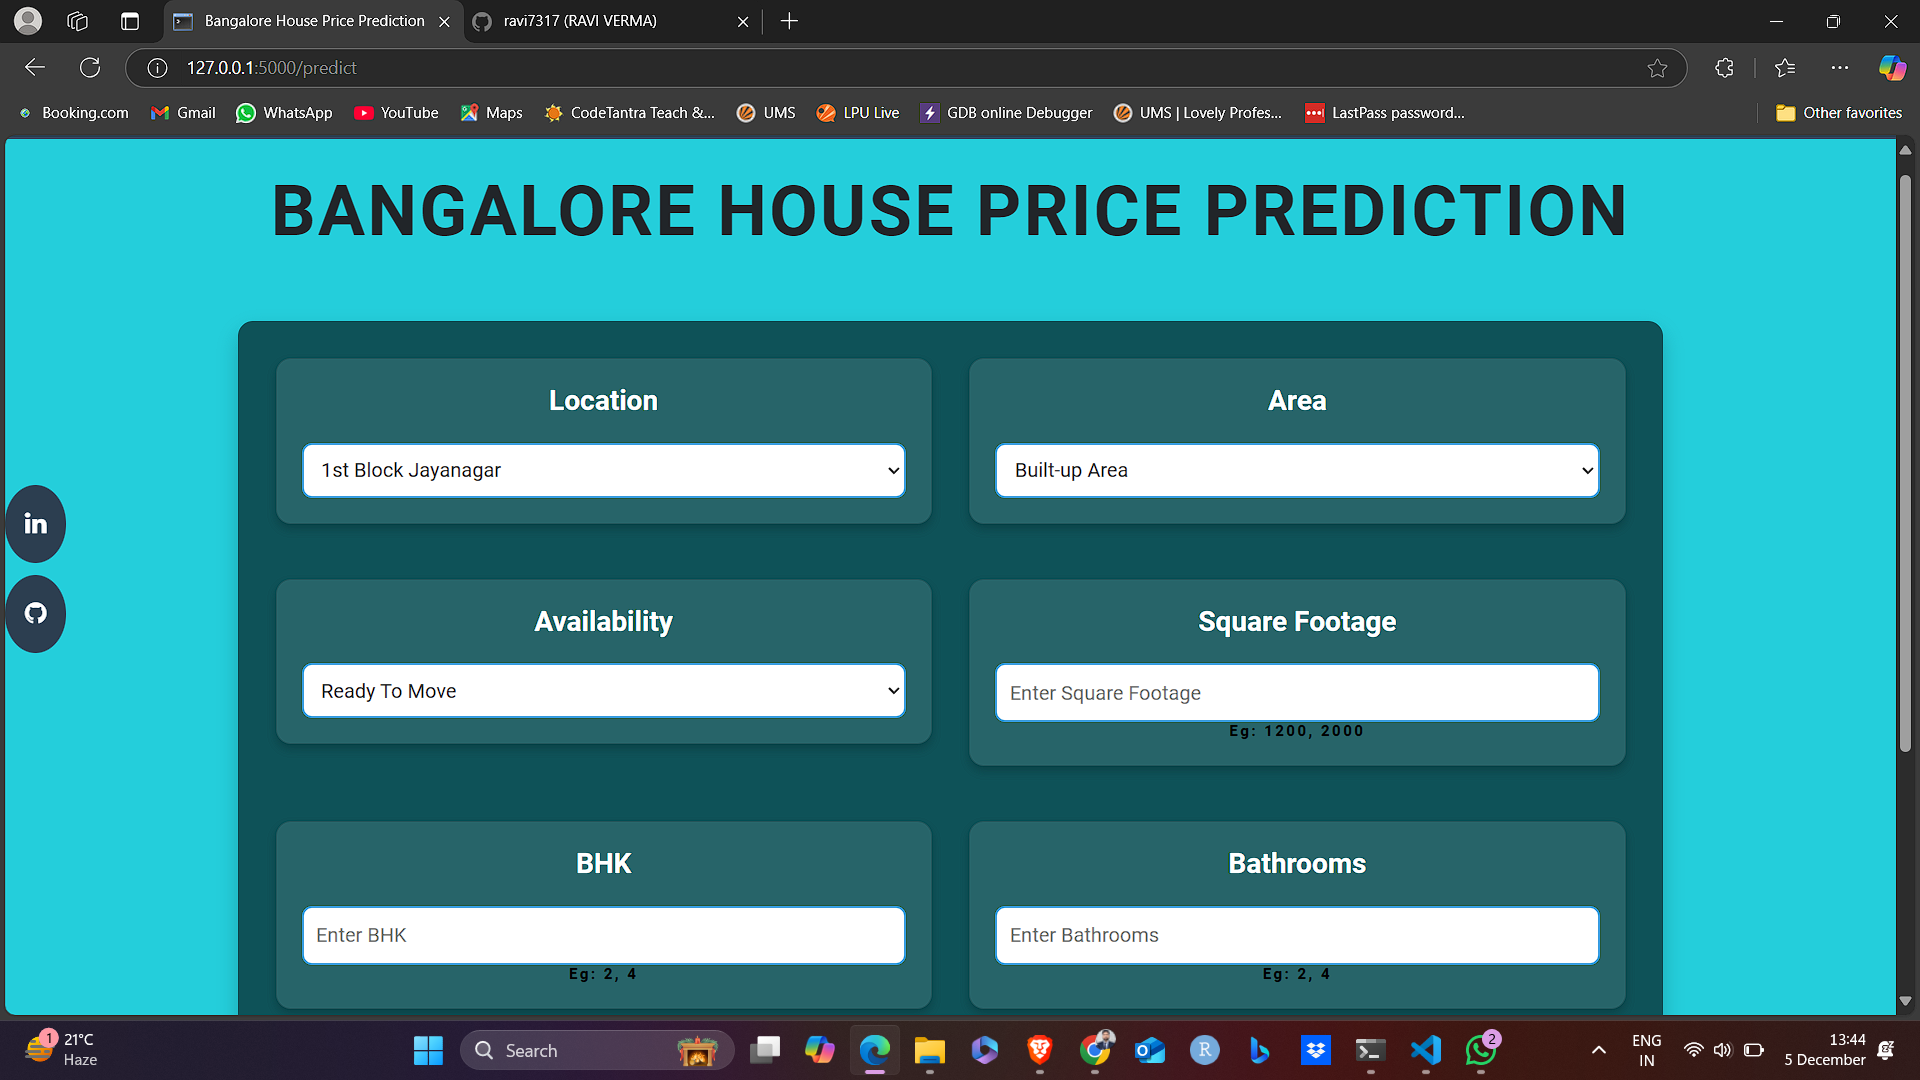 Bangalore House Price Prediction
ravi7317 (RAVI VERMA)
127.0.0.1:5000/predict
Booking.com Gmail WhatsApp YouTube Maps CodeTantra Teach &... UMS LPU Live GDB online Debugger UMS | Lovely Profes... LastPass password... Other favorites
BANGALORE HOUSE PRICE PREDICTION
Location
1st Block Jayanagar
Area
Built-up Area
in
Availability
Ready To Move
Square Footage
Enter Square Footage
Eg: 1200, 2000
BHK
Enter BHK
Eg: 2, 4
Bathrooms
Enter Bathrooms
Eg: 2, 4
1
21°C
Haze
Search
R
2
ENG
IN
13:44
5 December